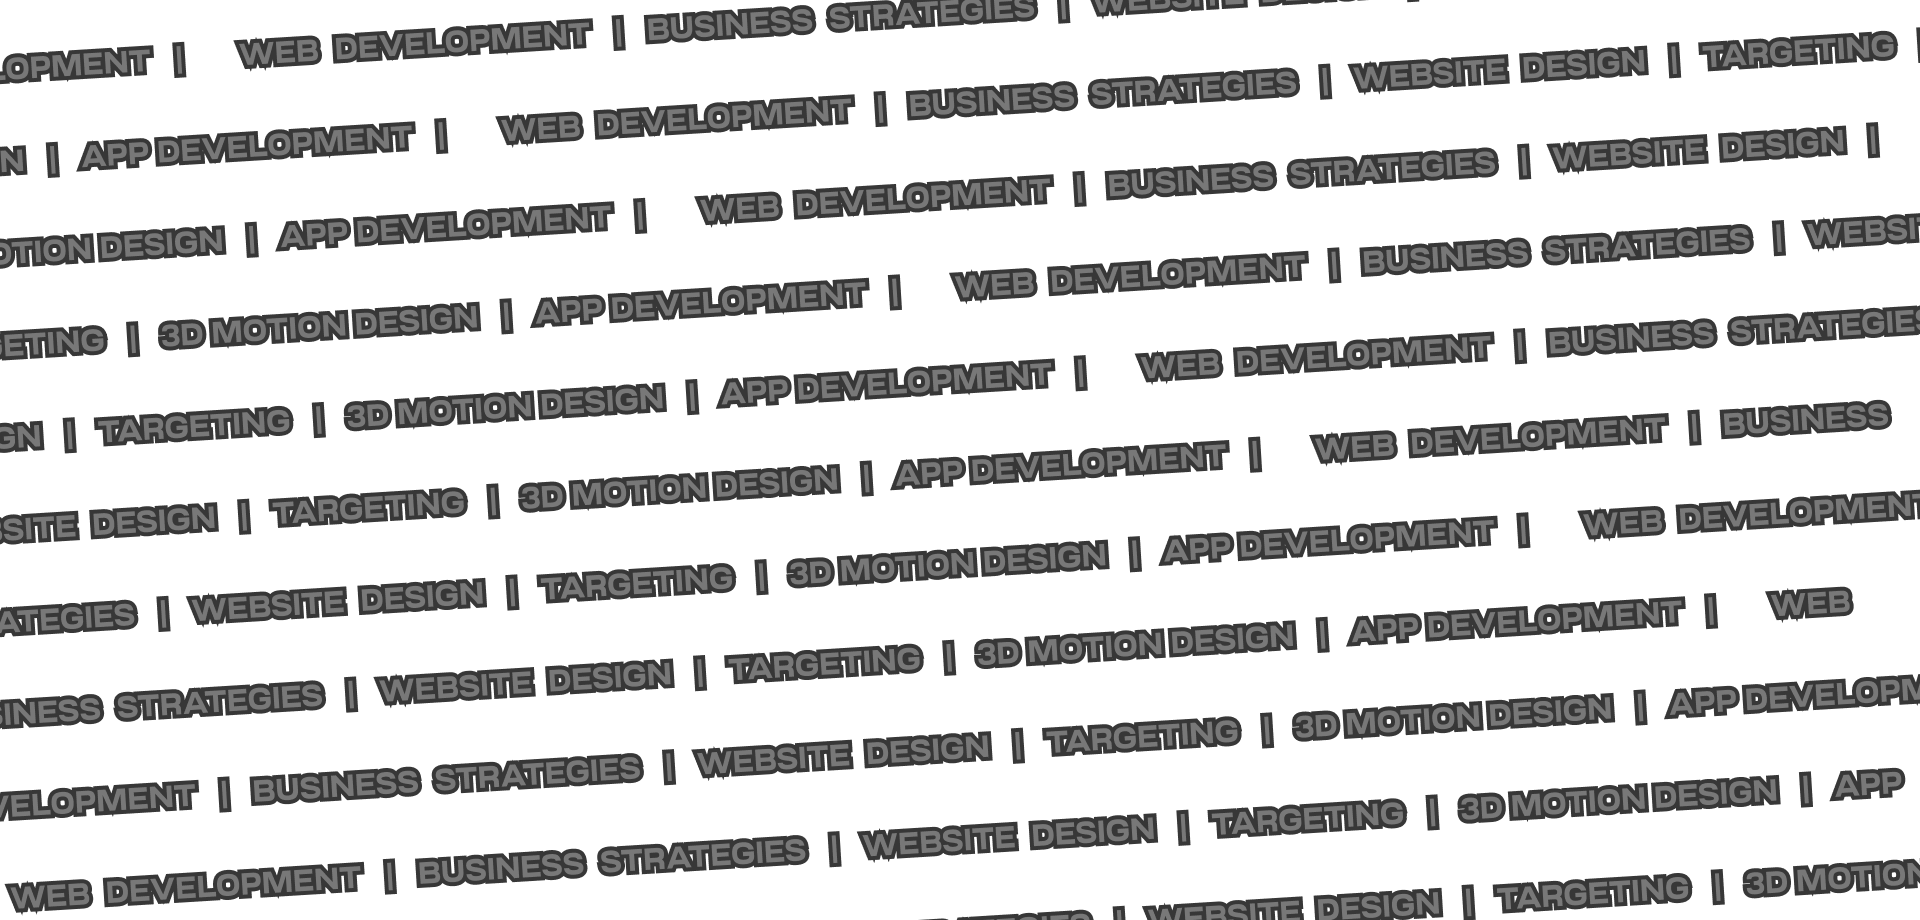 LOPMENT | WEB DEVELOPMENT | BUSINESS STRATEGIES | WEBSITE DESIGN |
N | APP DEVELOPMENT | WEB DEVELOPMENT | BUSINESS STRATEGIES | WEBSITE DESIGN | TARGETING |
OTION DESIGN | APP DEVELOPMENT | WEB DEVELOPMENT | BUSINESS STRATEGIES | WEBSITE DESIGN |
GETING | 3D MOTION DESIGN | APP DEVELOPMENT | WEB DEVELOPMENT | BUSINESS STRATEGIES | WEBSIT
GN | TARGETING | 3D MOTION DESIGN | APP DEVELOPMENT | WEB DEVELOPMENT | BUSINESS STRATEGIES
SITE DESIGN | TARGETING | 3D MOTION DESIGN | APP DEVELOPMENT | WEB DEVELOPMENT | BUSINESS
ATEGIES | WEBSITE DESIGN | TARGETING | 3D MOTION DESIGN | APP DEVELOPMENT | WEB DEVELOPMENT
SINESS STRATEGIES | WEBSITE DESIGN | TARGETING | 3D MOTION DESIGN | APP DEVELOPMENT | WEB
VELOPMENT | BUSINESS STRATEGIES | WEBSITE DESIGN | TARGETING | 3D MOTION DESIGN | APP DEVELOPM
WEB DEVELOPMENT | BUSINESS STRATEGIES | WEBSITE DESIGN | TARGETING | 3D MOTION DESIGN | APP
| WEBSITE DESIGN | TARGETING | 3D MOTION